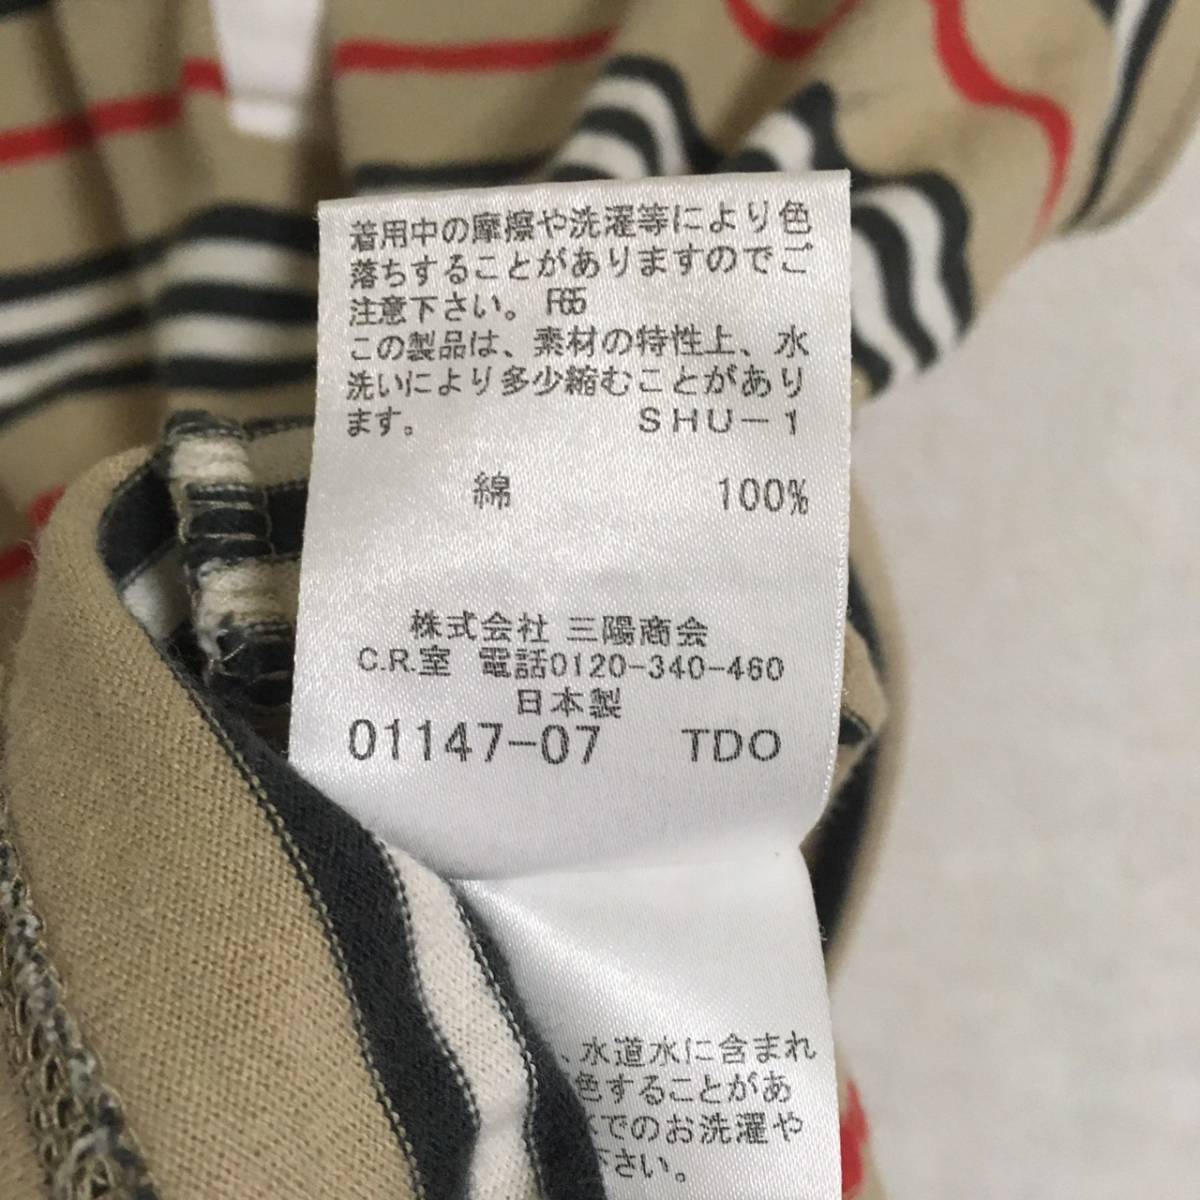 着用中の摩擦や洗濯等により色
落ちすることがありますのでご
注意下さい。 F65
この製品は、素材の特性上、水
洗いにより多少縮むことがあり
ます。 SHU-1
綿 100%
株式会社 三陽商会
C.R.室 電話0120-340-460
日本製
01147-07 TDO
、水道水に含まれ
色することがあ
でのお洗濯や
下さい。